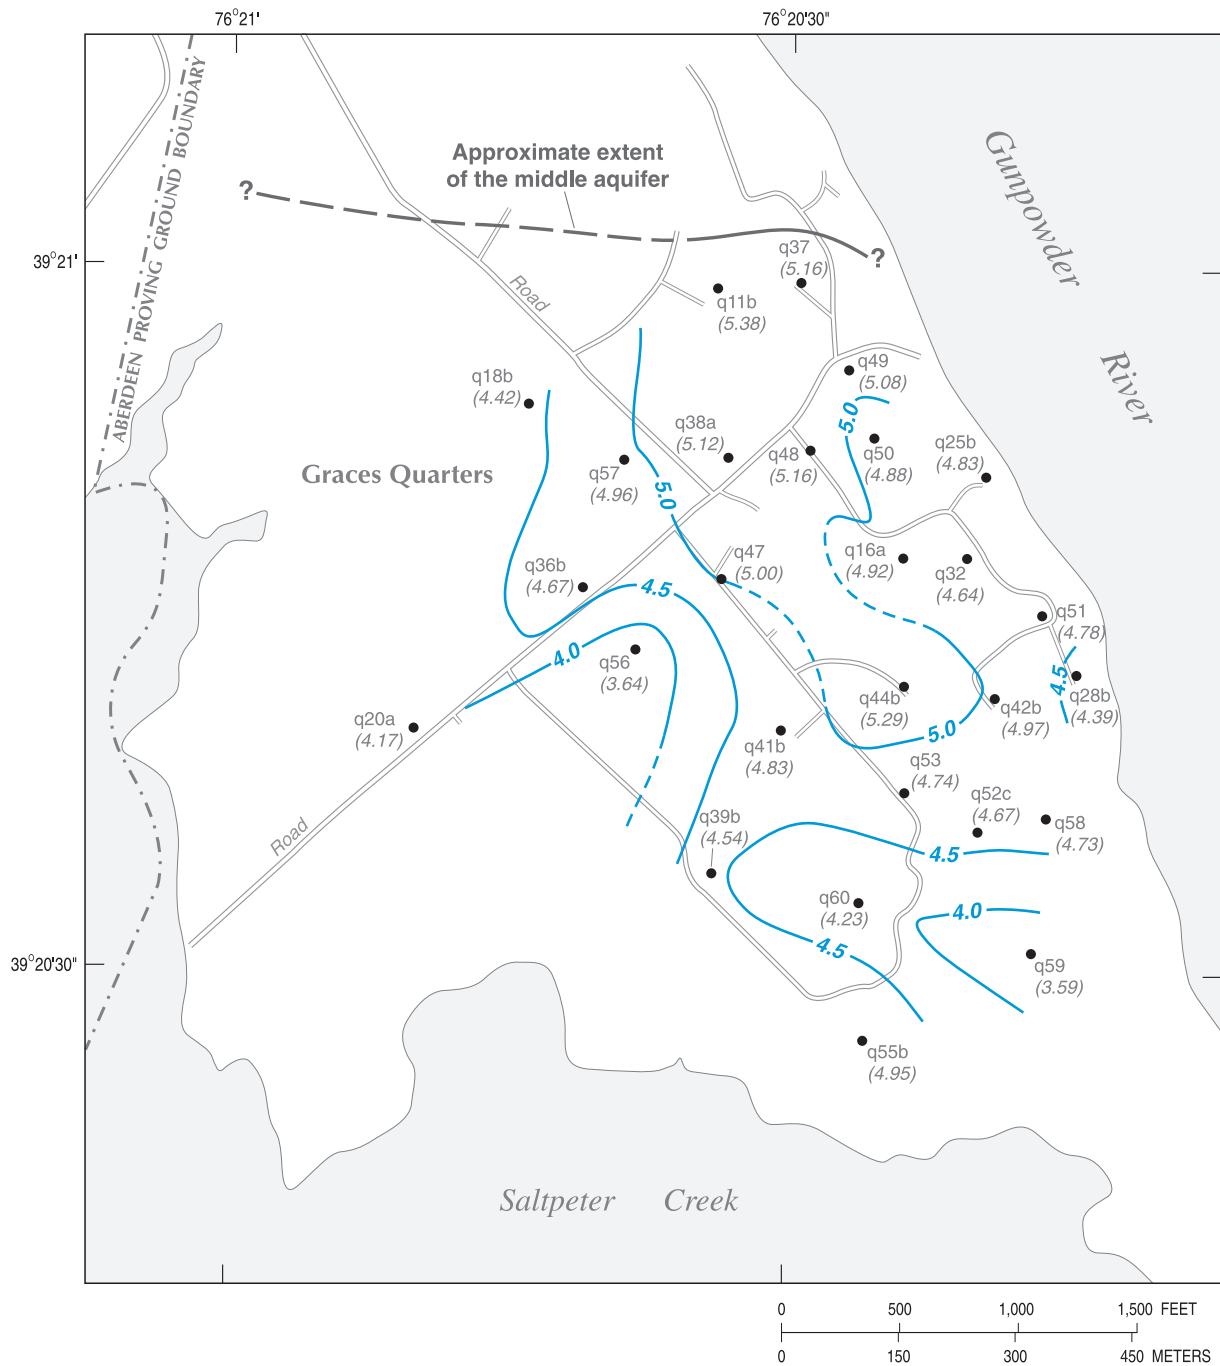 76°21'
76°20'30"
ABERDEEN PROVING GROUND BOUNDARY
Gunpowder
River
Approximate extent
of the middle aquifer
?
?
39°21'
Road
q37
(5.16)
q11b
(5.38)
q49
(5.08)
q18b
(4.42)
5.0
q38a
(5.12)
q48
(5.16)
q50
(4.88)
q25b
(4.83)
Graces Quarters
q57
(4.96)
5.0
q16a
(4.92)
q32
(4.64)
q47
(5.00)
q36b
(4.67)
4.5
q51
(4.78)
4.0
q56
(3.64)
4.5
q28b
(4.39)
q44b
(5.29)
q42b
(4.97)
q20a
(4.17)
5.0
q41b
(4.83)
q53
(4.74)
q52c
(4.67)
q58
(4.73)
q39b
(4.54)
Road
4.5
q60
(4.23)
4.0
4.5
39°20'30"
q59
(3.59)
q55b
(4.95)
Saltpeter Creek
0 500 1,000 1,500 FEET
0 150 300 450 METERS